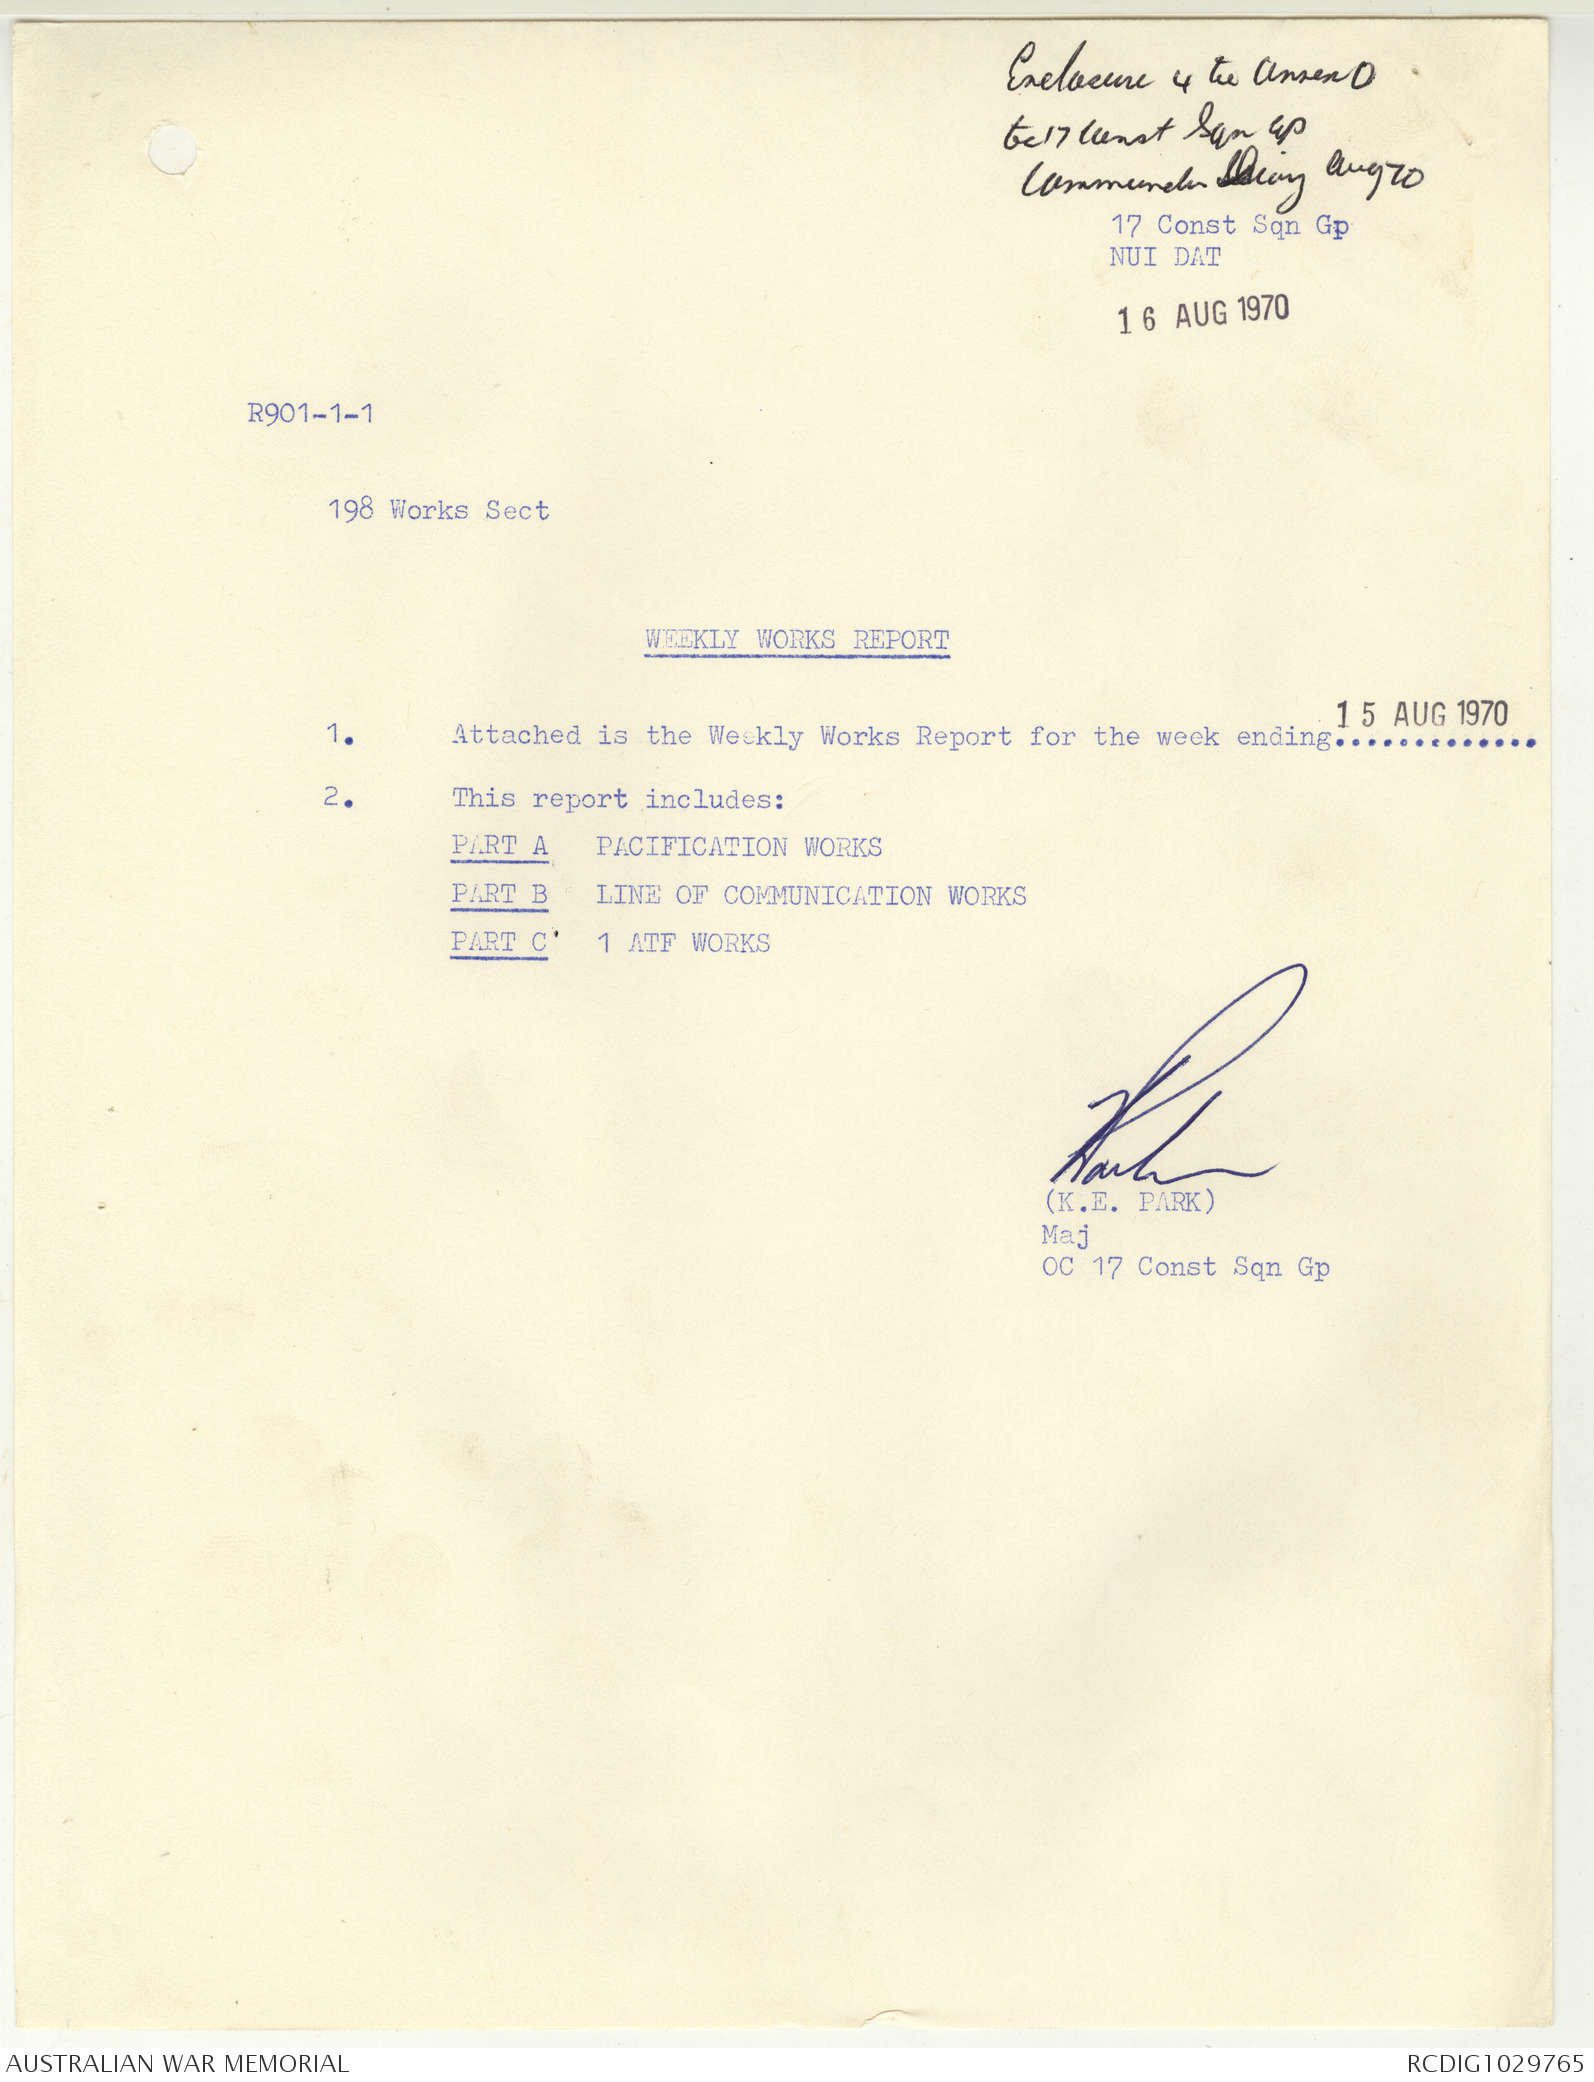 Enclosure 4 to Annex D
to 17 Const Sqn Gp
Commander Diary Aug 70
17 Const Sqn Gp
NUI DAT
16 AUG 1970
R901-1-1
198 Works Sect
WEEKLY WORKS REPORT
15 AUG 1970
1. Attached is the Weekly Works Report for the week ending.............
2. This report includes:
PART A PACIFICATION WORKS
PART B LINE OF COMMUNICATION WORKS
PART C 1 ATF WORKS
KPark
(K.E. PARK)
Maj
OC 17 Const Sqn Gp
AUSTRALIAN WAR MEMORIAL
RCDIG1029765